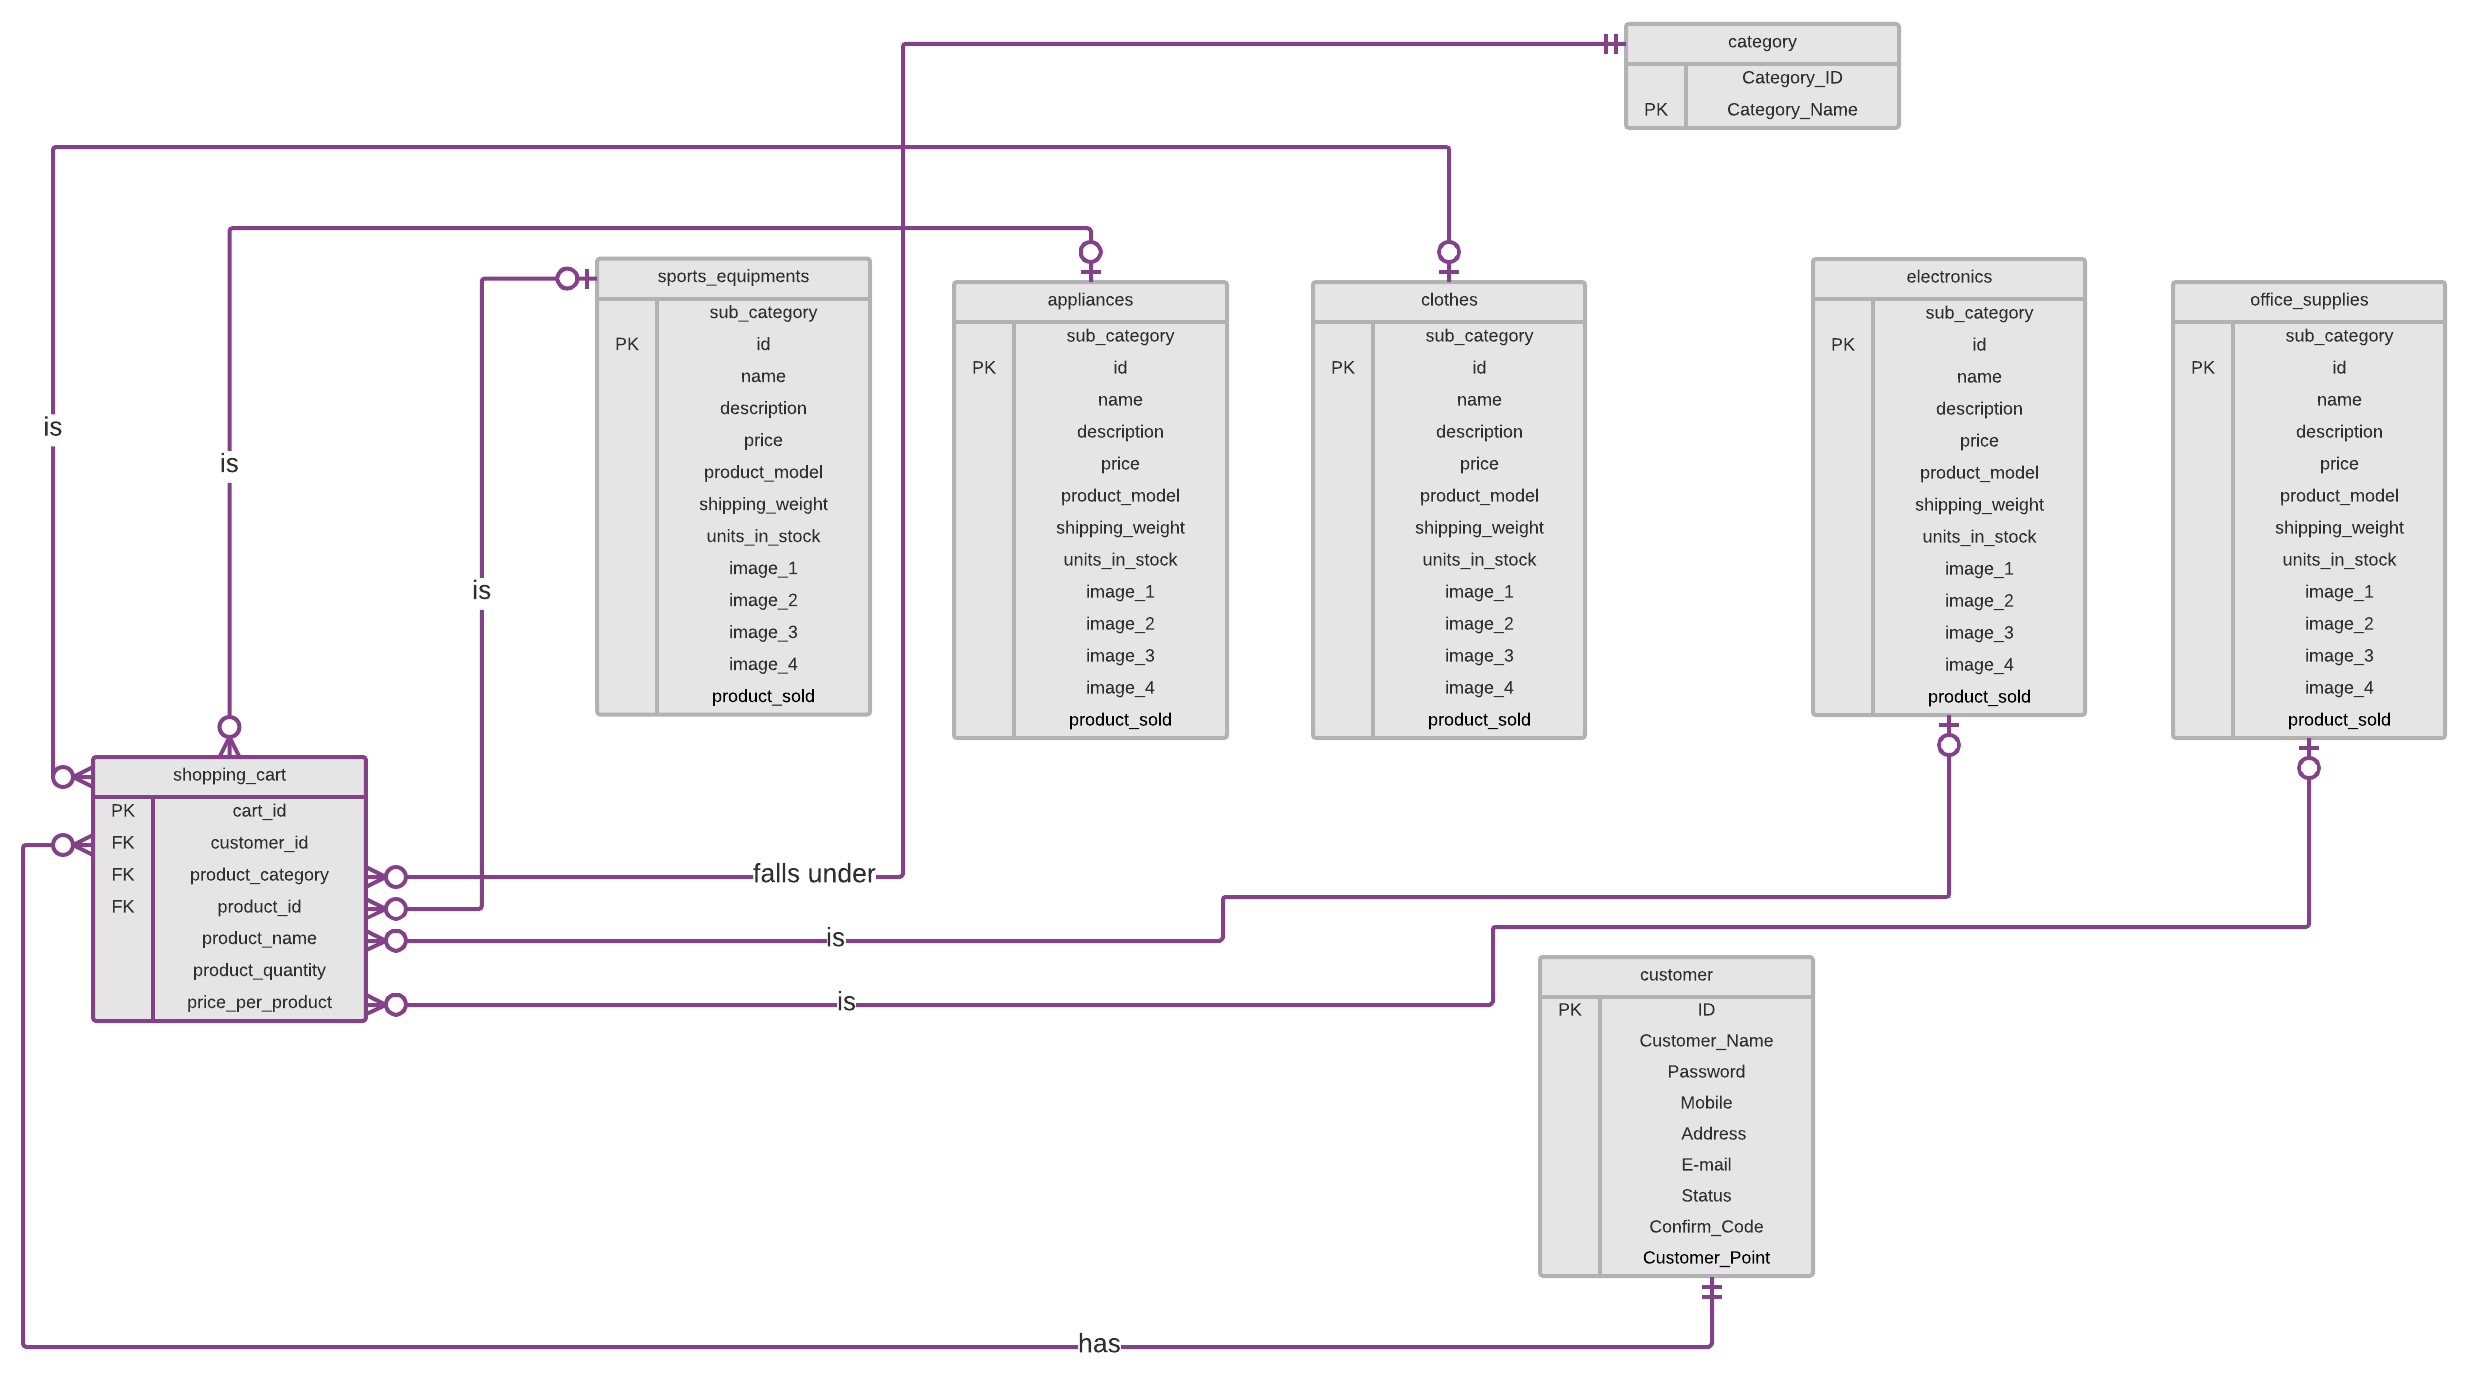 category
Category_ID
PK Category_Name
sports_equipments
sub_category
PK id
name
description
price
product_model
shipping_weight
units_in_stock
image_1
image_2
image_3
image_4
product_sold
appliances
sub_category
PK id
name
description
price
product_model
shipping_weight
units_in_stock
image_1
image_2
image_3
image_4
product_sold
clothes
sub_category
PK id
name
description
price
product_model
shipping_weight
units_in_stock
image_1
image_2
image_3
image_4
product_sold
electronics
sub_category
PK id
name
description
price
product_model
shipping_weight
units_in_stock
image_1
image_2
image_3
image_4
product_sold
office_supplies
sub_category
PK id
name
description
price
product_model
shipping_weight
units_in_stock
image_1
image_2
image_3
image_4
product_sold
is
is
is
shopping_cart
PK cart_id
FK customer_id
FK product_category
FK product_id
product_name
product_quantity
price_per_product
falls under
is
is
customer
PK ID
Customer_Name
Password
Mobile
Address
E-mail
Status
Confirm_Code
Customer_Point
has